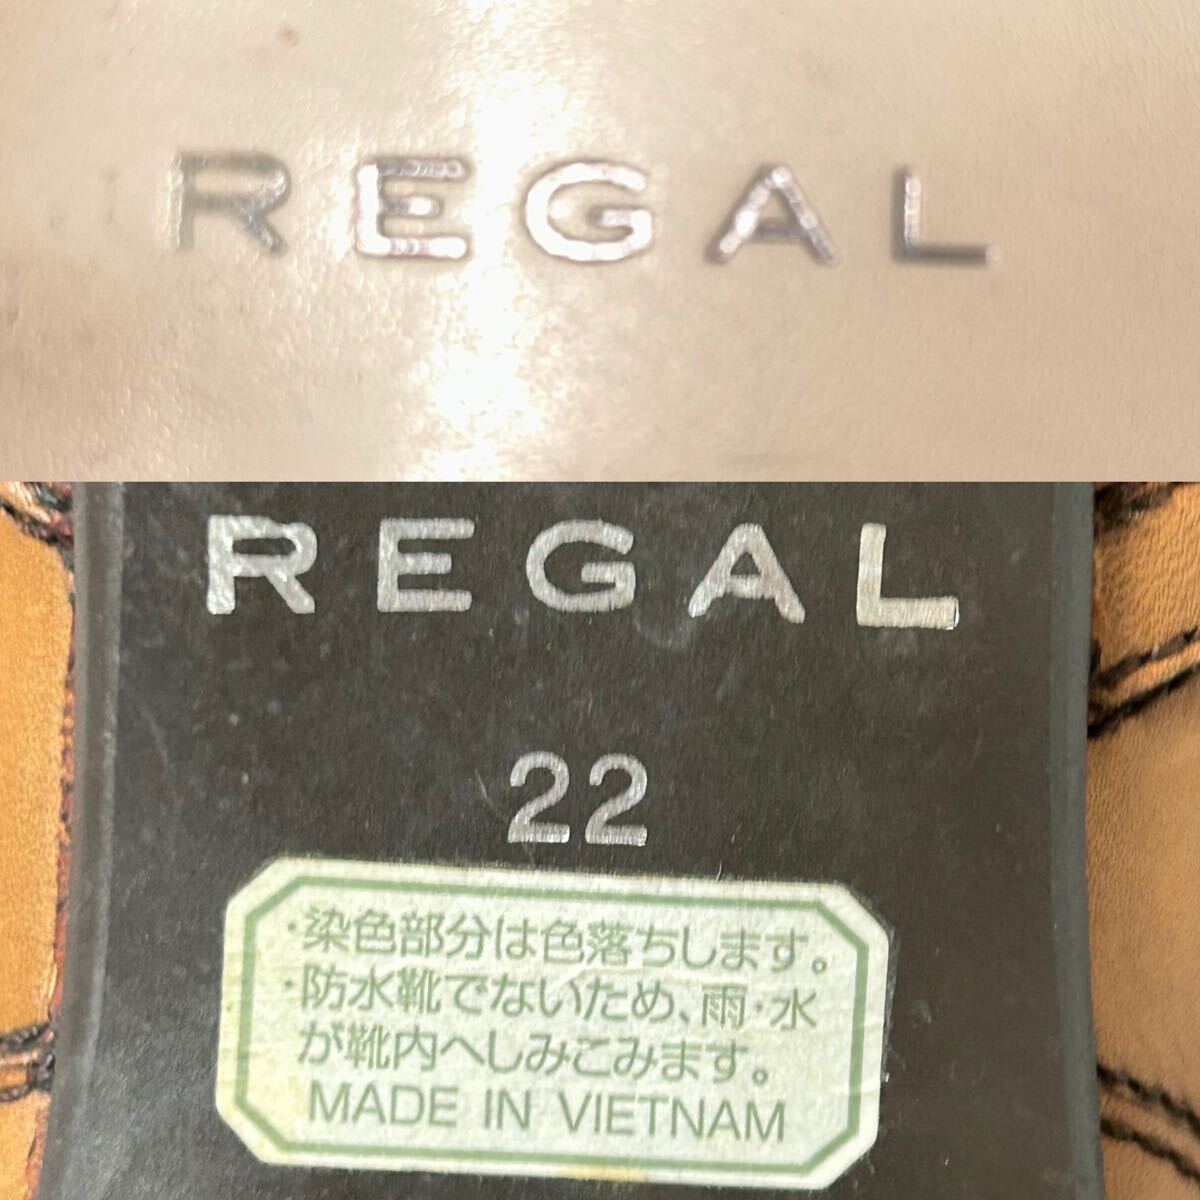 REGAL
REGAL
22
・染色部分は色落ちします。
・防水靴でないため、雨・水
が靴内へしみこみます。
MADE IN VIETNAM